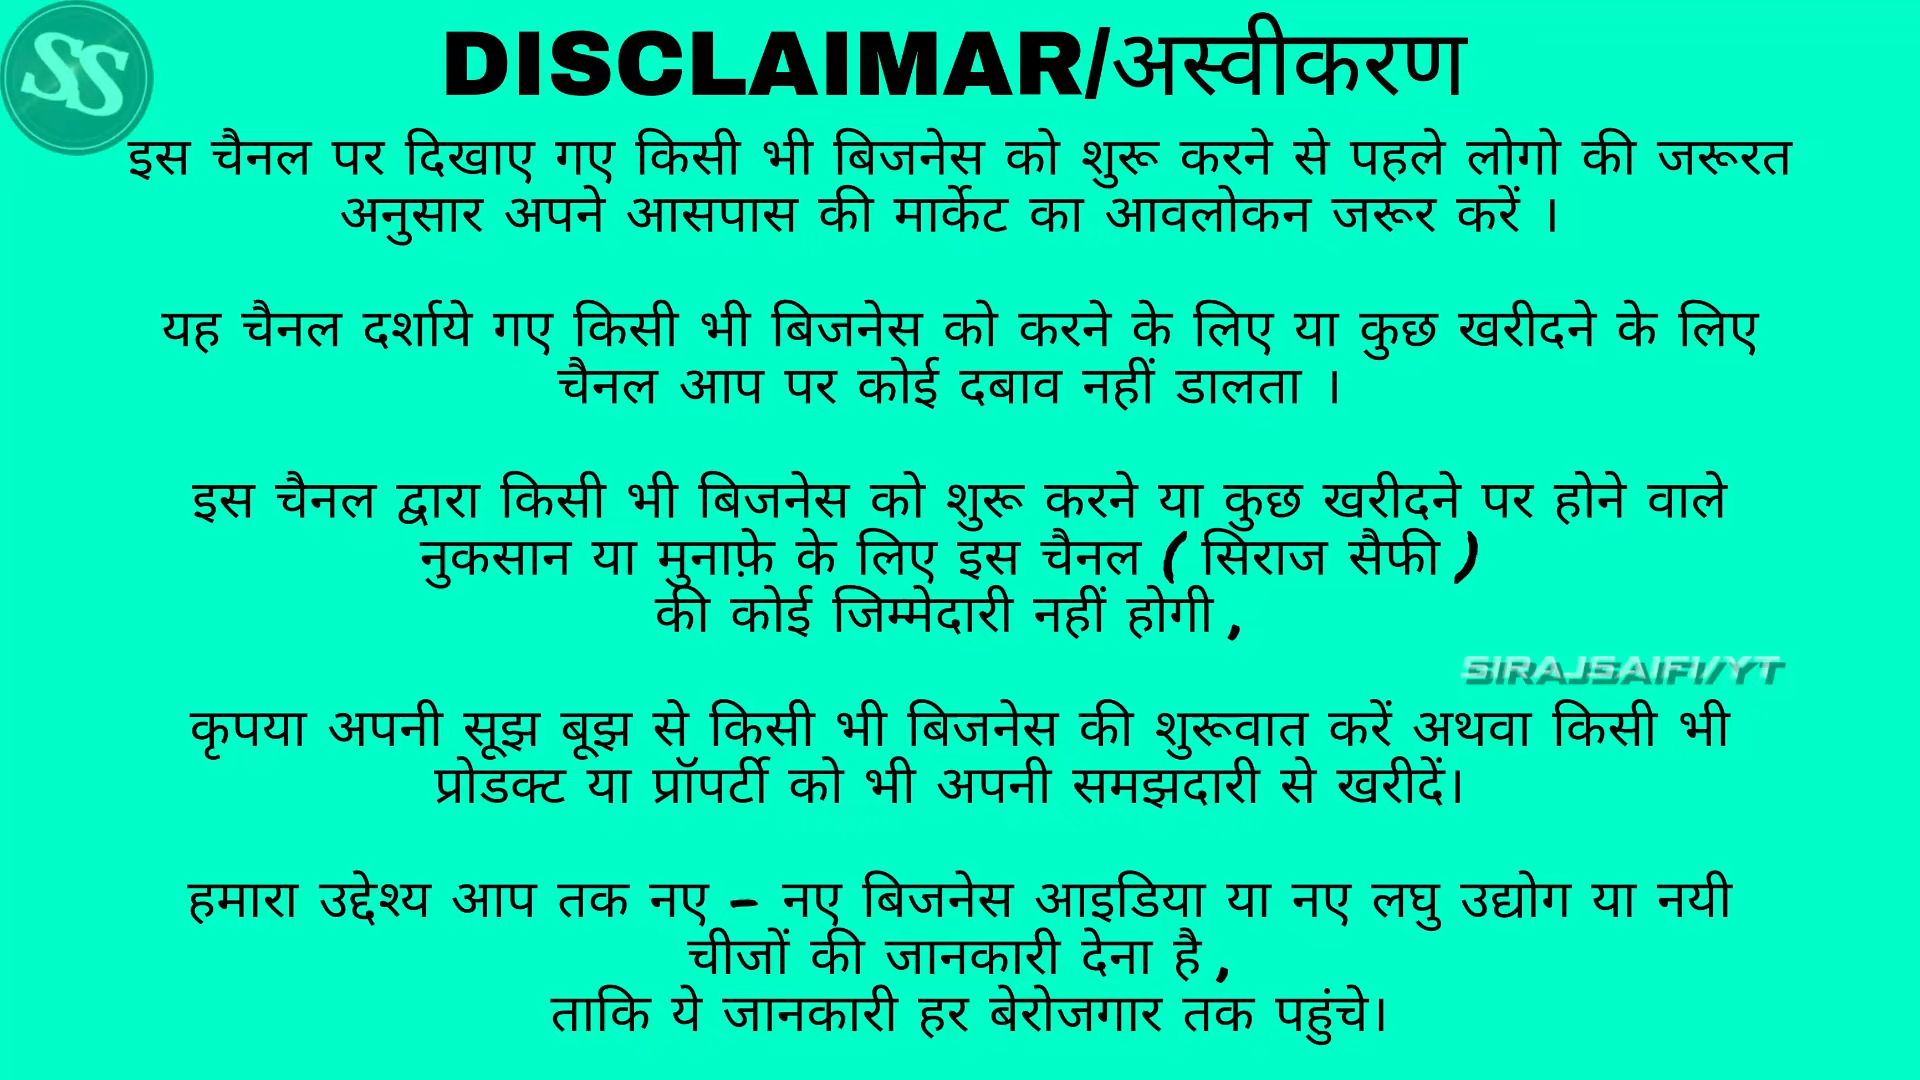 SS
DISCLAIMAR/अस्वीकरण
इस चैनल पर दिखाए गए किसी भी बिजनेस को शुरू करने से पहले लोगो की जरूरत
अनुसार अपने आसपास की मार्केट का आवलोकन जरूर करें ।
यह चैनल दर्शाये गए किसी भी बिजनेस को करने के लिए या कुछ खरीदने के लिए
चैनल आप पर कोई दबाव नहीं डालता ।
इस चैनल द्वारा किसी भी बिजनेस को शुरू करने या कुछ खरीदने पर होने वाले
नुकसान या मुनाफ़े के लिए इस चैनल ( सिराज सैफी )
की कोई जिम्मेदारी नहीं होगी ,
SIRAJSAIFI/YT
कृपया अपनी सूझ बूझ से किसी भी बिजनेस की शुरूवात करें अथवा किसी भी
प्रोडक्ट या प्रॉपर्टी को भी अपनी समझदारी से खरीदें।
हमारा उद्देश्य आप तक नए - नए बिजनेस आइडिया या नए लघु उद्योग या नयी
चीजों की जानकारी देना है ,
ताकि ये जानकारी हर बेरोजगार तक पहुंचे।